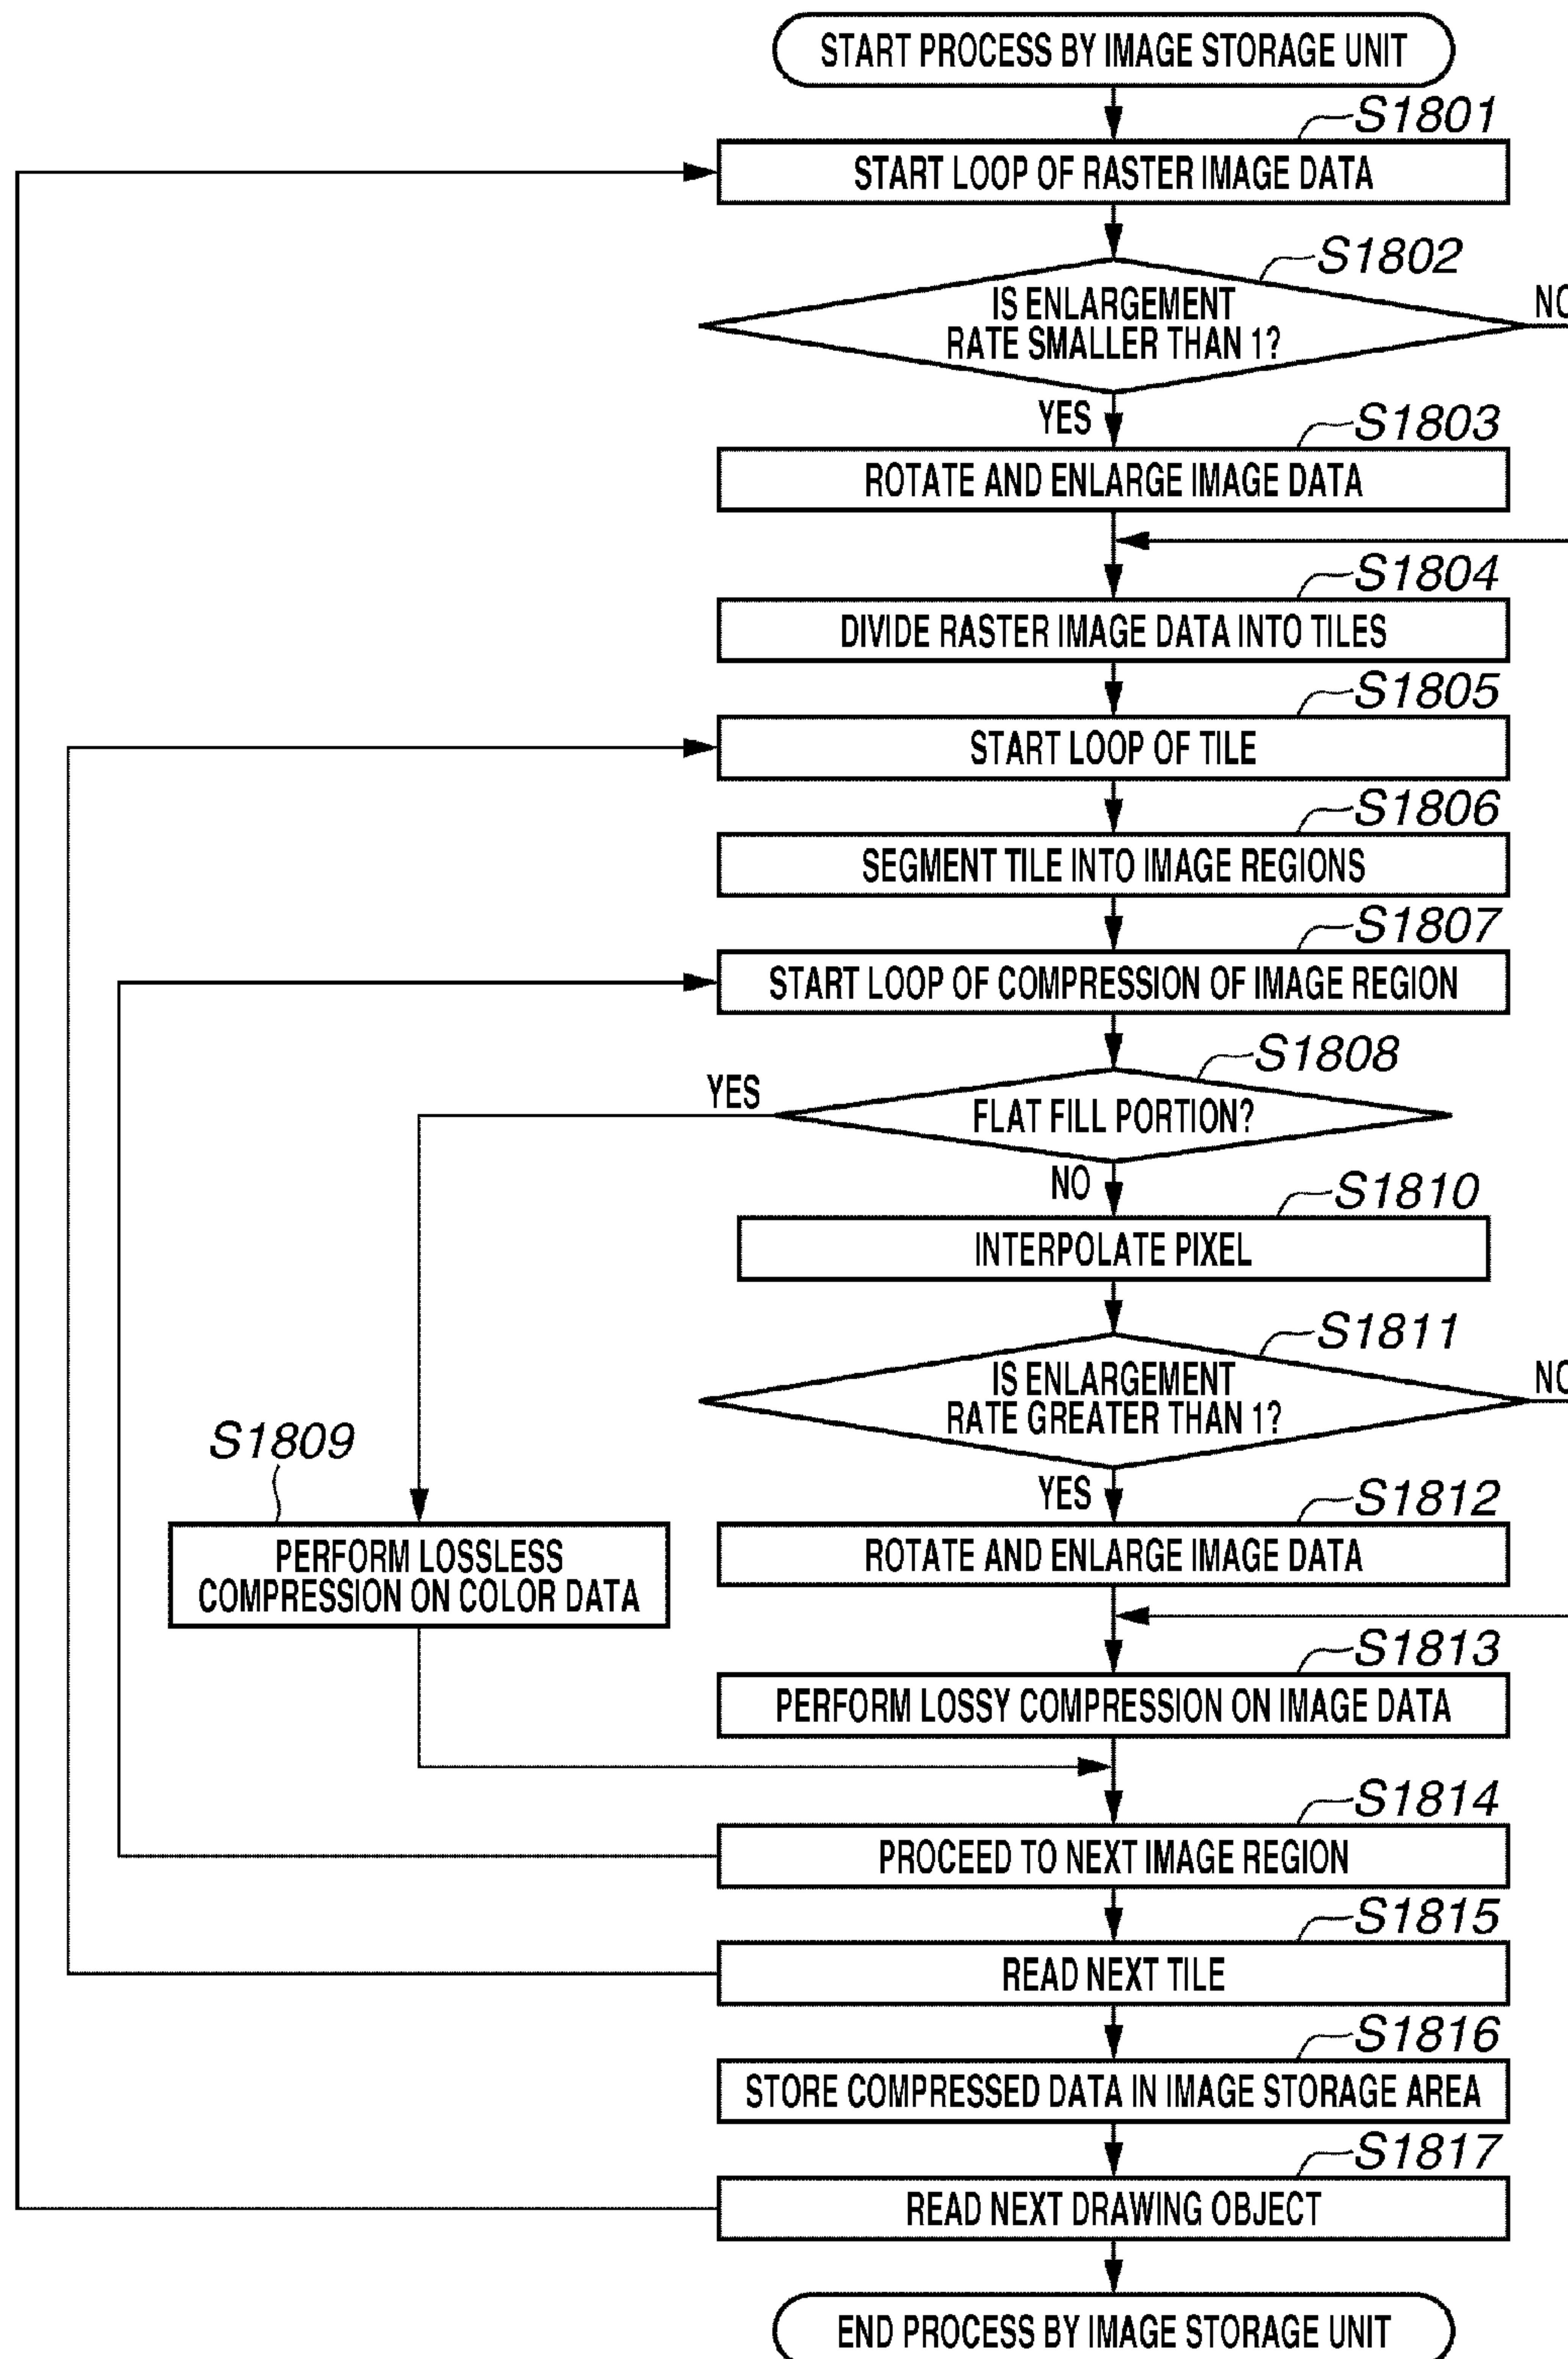 START PROCESS BY IMAGE STORAGE UNIT
S1801
START LOOP OF RASTER IMAGE DATA
S1802
IS ENLARGEMENT
RATE SMALLER THAN 1?
NO
YES
S1803
ROTATE AND ENLARGE IMAGE DATA
S1804
DIVIDE RASTER IMAGE DATA INTO TILES
S1805
START LOOP OF TILE
S1806
SEGMENT TILE INTO IMAGE REGIONS
S1807
START LOOP OF COMPRESSION OF IMAGE REGION
S1808
YES
FLAT FILL PORTION?
NO
S1810
INTERPOLATE PIXEL
S1811
IS ENLARGEMENT
RATE GREATER THAN 1?
NO
S1809
YES
S1812
PERFORM LOSSLESS
COMPRESSION ON COLOR DATA
ROTATE AND ENLARGE IMAGE DATA
S1813
PERFORM LOSSY COMPRESSION ON IMAGE DATA
S1814
PROCEED TO NEXT IMAGE REGION
S1815
READ NEXT TILE
S1816
STORE COMPRESSED DATA IN IMAGE STORAGE AREA
S1817
READ NEXT DRAWING OBJECT
END PROCESS BY IMAGE STORAGE UNIT